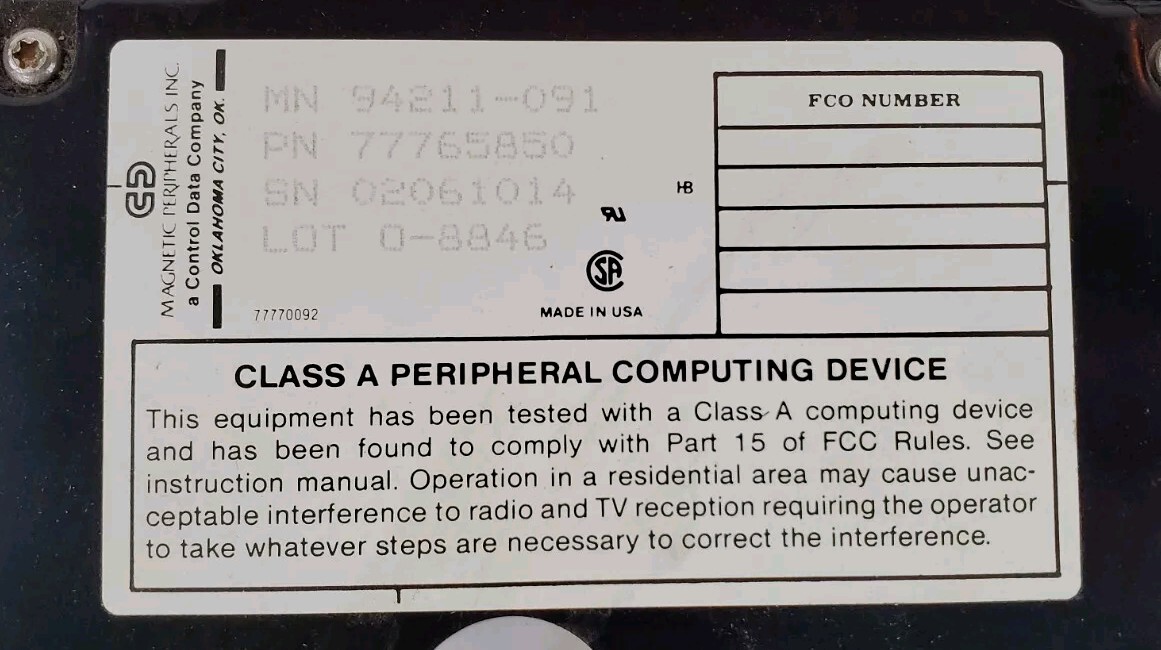 MAGNETIC PERIPHERALS INC.
a Control Data Company
OKLAHOMA CITY, OK.
MN 94211-091
PN 77765850
SN 02061014
LOT 0-8846
77770092
HB
RU
SA
MADE IN USA
FCO NUMBER
CLASS A PERIPHERAL COMPUTING DEVICE
This equipment has been tested with a Class A computing device
and has been found to comply with Part 15 of FCC Rules. See
instruction manual. Operation in a residential area may cause unac-
ceptable interference to radio and TV reception requiring the operator
to take whatever steps are necessary to correct the interference.